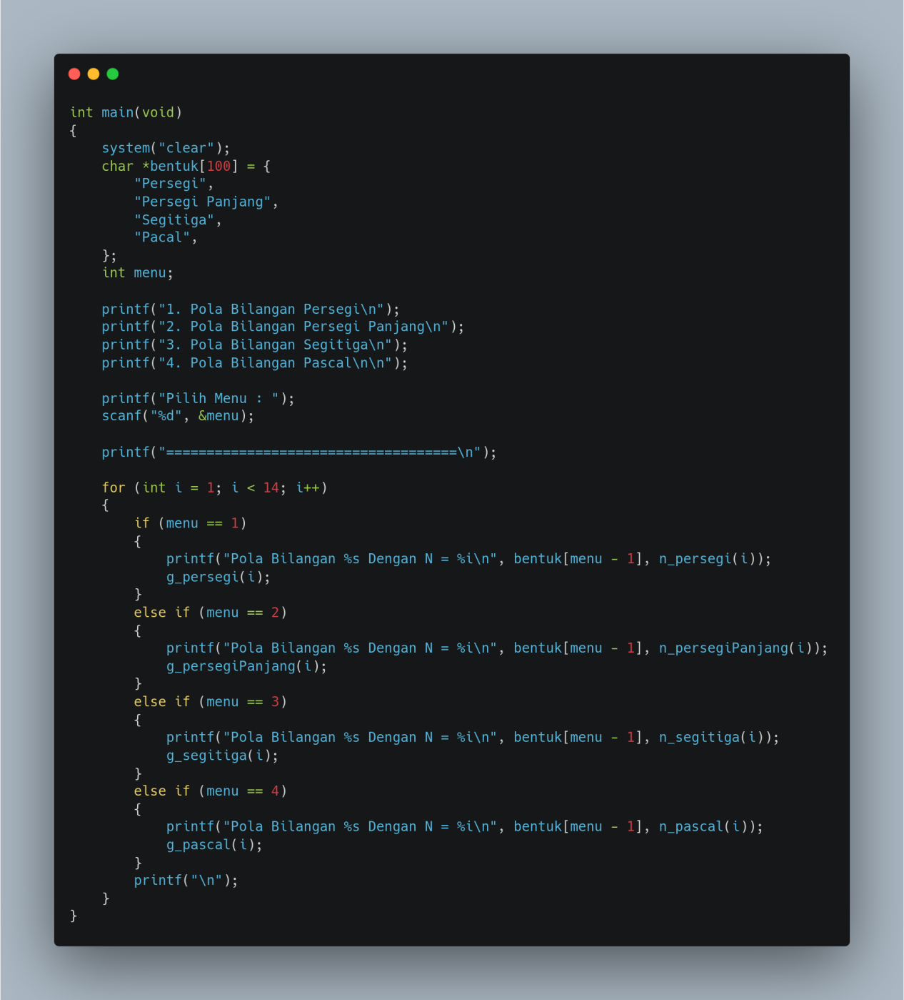 int main(void)
{
    system("clear");
    char *bentuk[100] = {
        "Persegi",
        "Persegi Panjang",
        "Segitiga",
        "Pacal",
    };
    int menu;

    printf("1. Pola Bilangan Persegi\n");
    printf("2. Pola Bilangan Persegi Panjang\n");
    printf("3. Pola Bilangan Segitiga\n");
    printf("4. Pola Bilangan Pascal\n\n");

    printf("Pilih Menu : ");
    scanf("%d", &menu);

    printf("====================================\n");

    for (int i = 1; i < 14; i++)
    {
        if (menu == 1)
        {
            printf("Pola Bilangan %s Dengan N = %i\n", bentuk[menu - 1], n_persegi(i));
            g_persegi(i);
        }
        else if (menu == 2)
        {
            printf("Pola Bilangan %s Dengan N = %i\n", bentuk[menu - 1], n_persegiPanjang(i));
            g_persegiPanjang(i);
        }
        else if (menu == 3)
        {
            printf("Pola Bilangan %s Dengan N = %i\n", bentuk[menu - 1], n_segitiga(i));
            g_segitiga(i);
        }
        else if (menu == 4)
        {
            printf("Pola Bilangan %s Dengan N = %i\n", bentuk[menu - 1], n_pascal(i));
            g_pascal(i);
        }
        printf("\n");
    }
}